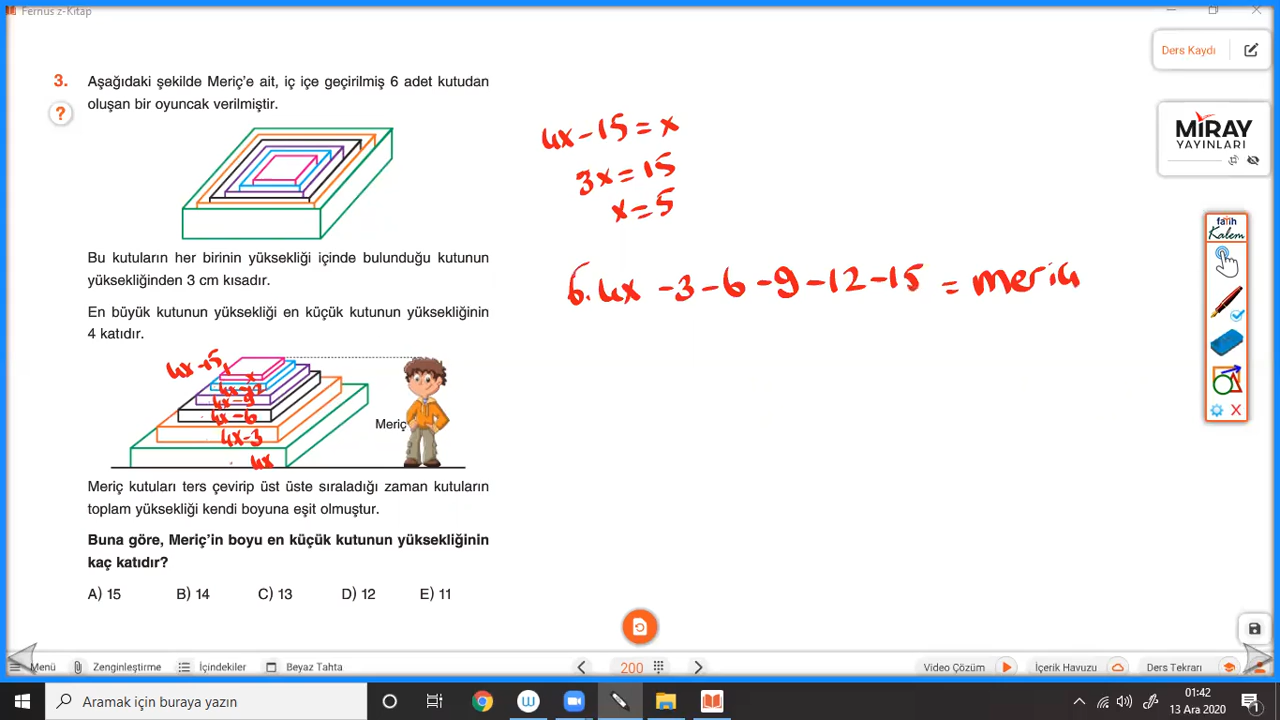 Fernus z-Kitap
Ders Kaydı
3. Aşağıdaki şekilde Meriç'e ait, iç içe geçirilmiş 6 adet kutudan
oluşan bir oyuncak verilmiştir.
?
MİRAY
YAYINLARI
4x-15=x
3x=15
x=5
fatih
Kalem
Bu kutuların her birinin yüksekliği içinde bulunduğu kutunun
yüksekliğinden 3 cm kısadır.
6.4x -3-6-9-12-15 = meriç
En büyük kutunun yüksekliği en küçük kutunun yüksekliğinin
4 katıdır.
4x-15
x
4x-12
4x-9
4x-6
4x-3
4x
Meriç
Meriç kutuları ters çevirip üst üste sıraladığı zaman kutuların
toplam yüksekliği kendi boyuna eşit olmuştur.
Buna göre, Meriç'in boyu en küçük kutunun yüksekliğinin
kaç katıdır?
A) 15 B) 14 C) 13 D) 12 E) 11
Menü Zenginleştirme İçindekiler Beyaz Tahta 200 Video Çözüm İçerik Havuzu Ders Tekrarı
Aramak için buraya yazın
01:42
13 Ara 2020
1